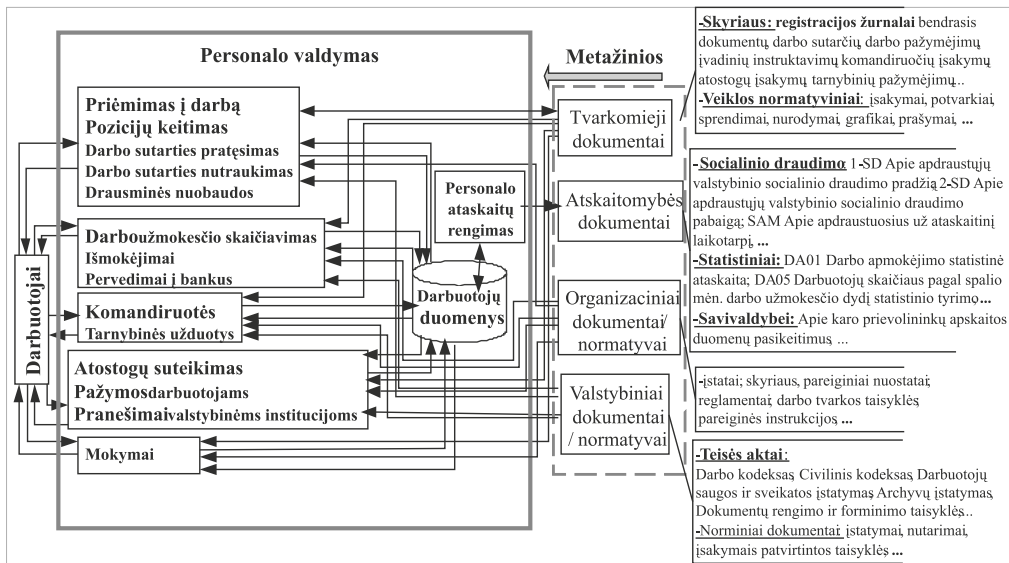 Personalo valdymas
Priėmimas į darbą
Pozicijų keitimas
Darbo sutarties pratęsimas
Darbo sutarties nutraukimas
Drausminės nuobaudos
Darbo užmokesčio skaičiavimas
Išmokėjimai
Pervedimai į bankus
Darbuotojai
Komandiruotės
Tarnybinės užduotys
Atostogų suteikimas
Pažymos darbuotojams
Pranešimai valstybinėms institucijoms
Mokymai
Personalo
ataskaitų
rengimas
Darbuotojų
duomenys
Metažinios
Tvarkomieji
dokumentai
Atskaitomybės
dokumentai
Organizaciniai
dokumentai/
normatyvai
Valstybiniai
dokumentai
/ normatyvai
-Skyriaus: registracijos žurnalai bendrasis
dokumentų, darbo sutarčių, darbo pažymėjimų,
įvadinių instruktavimų, komandiruočių įsakymų,
atostogų įsakymų, tarnybinių pažymėjimų...
-Veiklos normatyviniai: įsakymai, potvarkiai,
sprendimai, nurodymai, grafikai, prašymai, ...
-Socialinio draudimo: 1-SD Apie apdraustųjų
valstybinio socialinio draudimo pradžią, 2-SD Apie
apdraustųjų valstybinio socialinio draudimo
pabaigą; SAM Apie apdraustuosius už ataskaitinį
laikotarpį, ...
-Statistiniai: DA01 Darbo apmokėjimo statistinė
ataskaita; DA05 Darbuotojų skaičiaus pagal spalio
mėn. darbo užmokesčio dydį statistinio tyrimo, ...
-Savivaldybei: Apie karo prievolininkų apskaitos
duomenų pasikeitimus, ...
-įstatai; skyriaus, pareiginiai nuostatai;
reglamentai; darbo tvarkos taisyklės,
pareiginės instrukcijos, ...
-Teisės aktai:
Darbo kodeksas, Civilinis kodeksas, Darbuotojų
saugos ir sveikatos įstatymas, Archyvų įstatymas,
Dokumentų rengimo ir forminimo taisyklės,...
-Norminiai dokumentai: įstatymai, nutarimai,
įsakymais patvirtintos taisyklės, ...